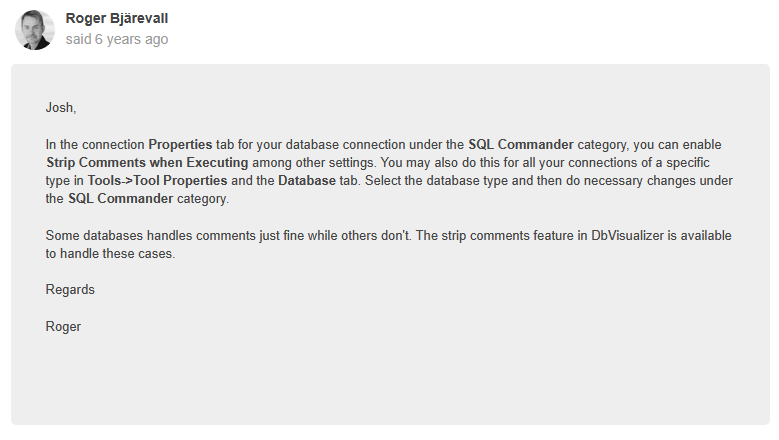 Roger Bjärevall
said 6 years ago
Josh,
In the connection Properties tab for your database connection under the SQL Commander category, you can enable
Strip Comments when Executing among other settings. You may also do this for all your connections of a specific
type in Tools->Tool Properties and the Database tab. Select the database type and then do necessary changes under
the SQL Commander category.
Some databases handles comments just fine while others don't. The strip comments feature in DbVisualizer is available
to handle these cases.
Regards
Roger